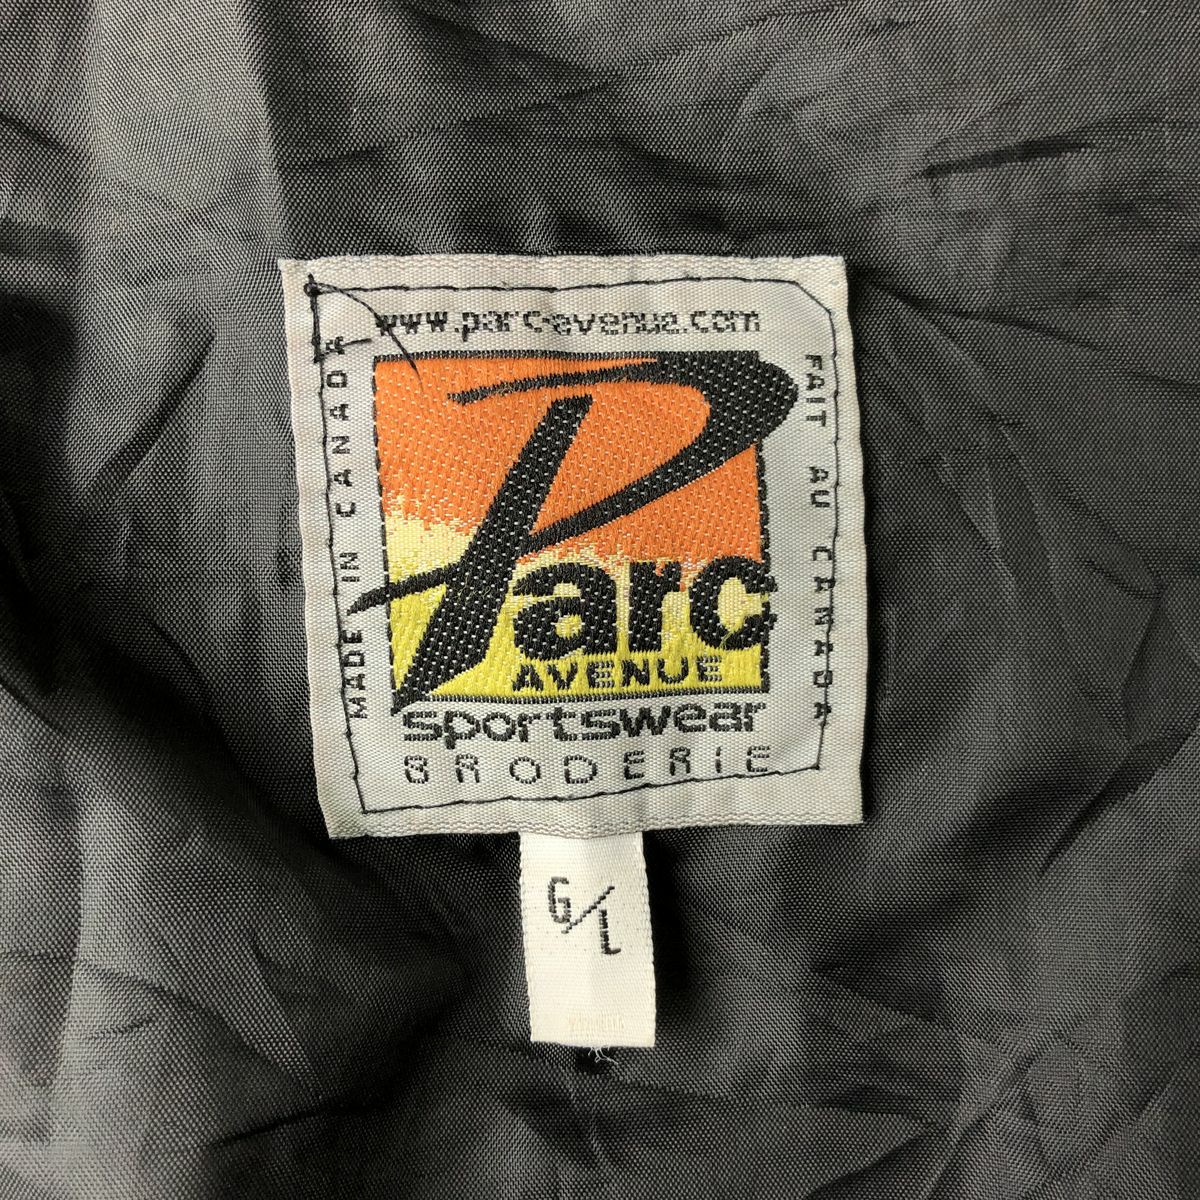 www.parc-avenue.com
MADE IN CANADA
FAIT AU CANADA
Parc
AVENUE
sportswear
BRODERIE
G/L